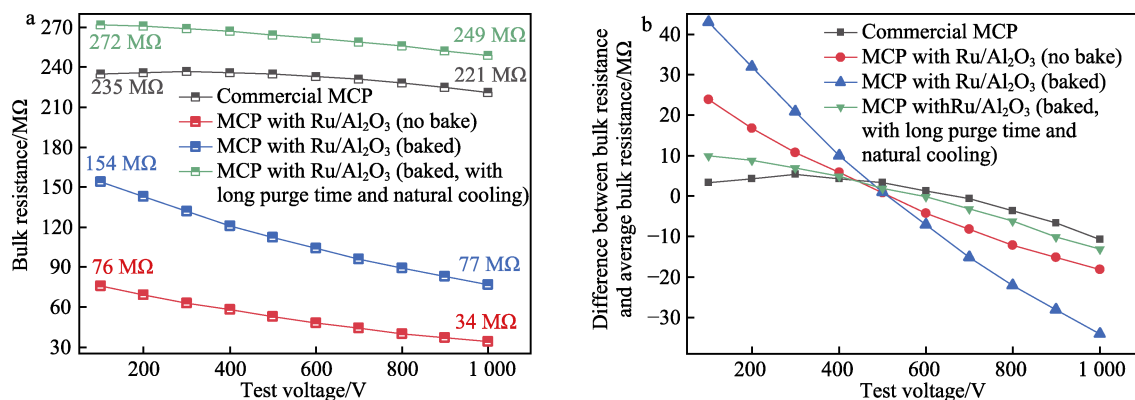 a
270
240
210
180
150
120
90
60
30
Bulk resistance/MΩ
272 MΩ
249 MΩ
235 MΩ
221 MΩ
Commercial MCP
MCP with Ru/Al₂O₃ (no bake)
MCP with Ru/Al₂O₃ (baked)
MCP with Ru/Al₂O₃ (baked, with
long purge time and natural cooling)
154 MΩ
77 MΩ
76 MΩ
34 MΩ
200 400 600 800 1 000
Test voltage/V
b
40
30
20
10
0
−10
−20
−30
Difference between bulk resistance
and average bulk resistance/MΩ
Commercial MCP
MCP with Ru/Al₂O₃ (no bake)
MCP with Ru/Al₂O₃ (baked)
MCP withRu/Al₂O₃ (baked,
with long purge time and
natural cooling)
200 400 600 800 1 000
Test voltage/V